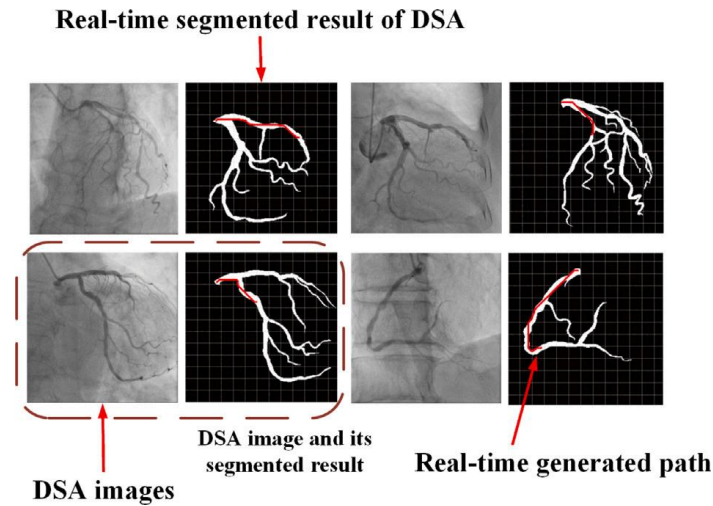 Real-time segmented result of DSA
DSA image and its
segmented result
Real-time generated path
DSA images